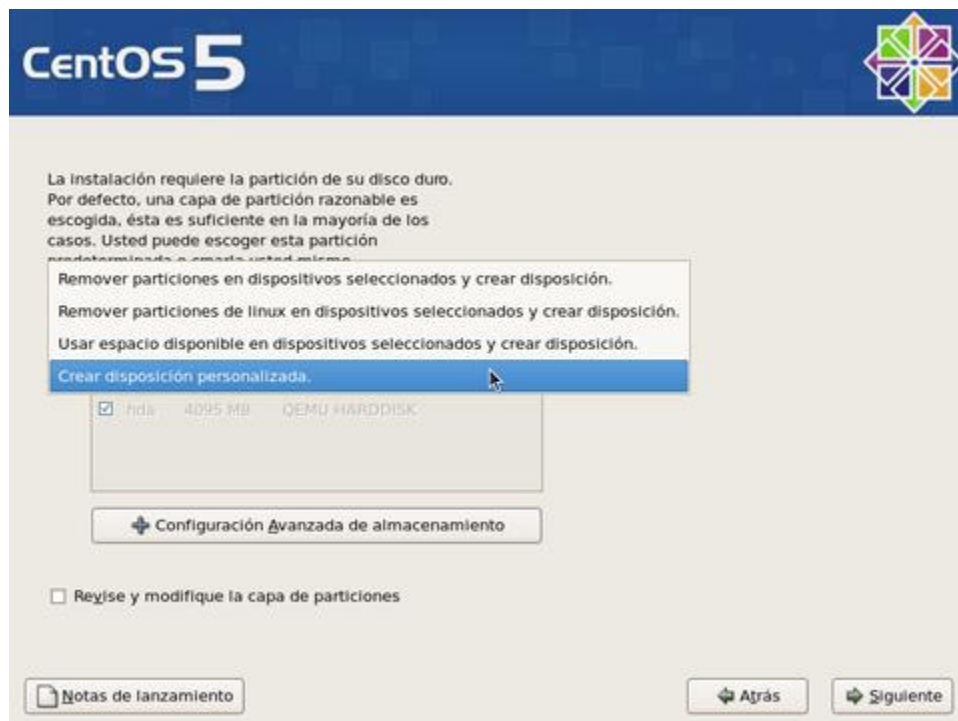 CentOS 5
La instalación requiere la partición de su disco duro.
Por defecto, una capa de partición razonable es
escogida, ésta es suficiente en la mayoría de los
casos. Usted puede escoger esta partición
predeterminada o crearla usted mismo.
Remover particiones en dispositivos seleccionados y crear disposición.
Remover particiones de linux en dispositivos seleccionados y crear disposición.
Usar espacio disponible en dispositivos seleccionados y crear disposición.
Crear disposición personalizada.
hda 4095 MB QEMU HARDDISK
Configuración Avanzada de almacenamiento
Revise y modifique la capa de particiones
Notas de lanzamiento
Atrás
Siguiente